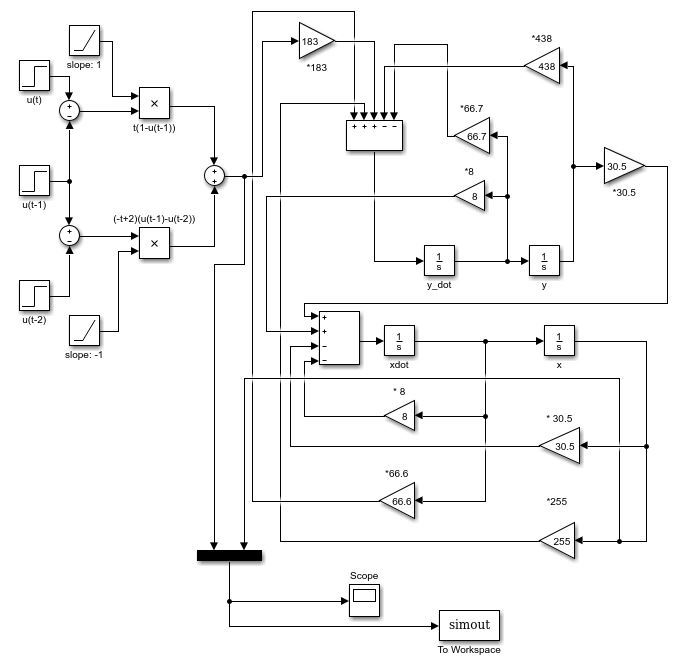 slope: 1
u(t)
+
−
×
t(1-u(t-1))
u(t-1)
+
+
(-t+2)(u(t-1)-u(t-2))
+
−
×
u(t-2)
slope: -1
183
*183
+ + + − −
*438
438
*66.7
66.7
*8
8
30.5
*30.5
1
s
y_dot
1
s
y
+
+
−
−
1
s
xdot
1
s
x
* 8
8
* 30.5
30.5
*66.6
66.6
*255
255
Scope
simout
To Workspace